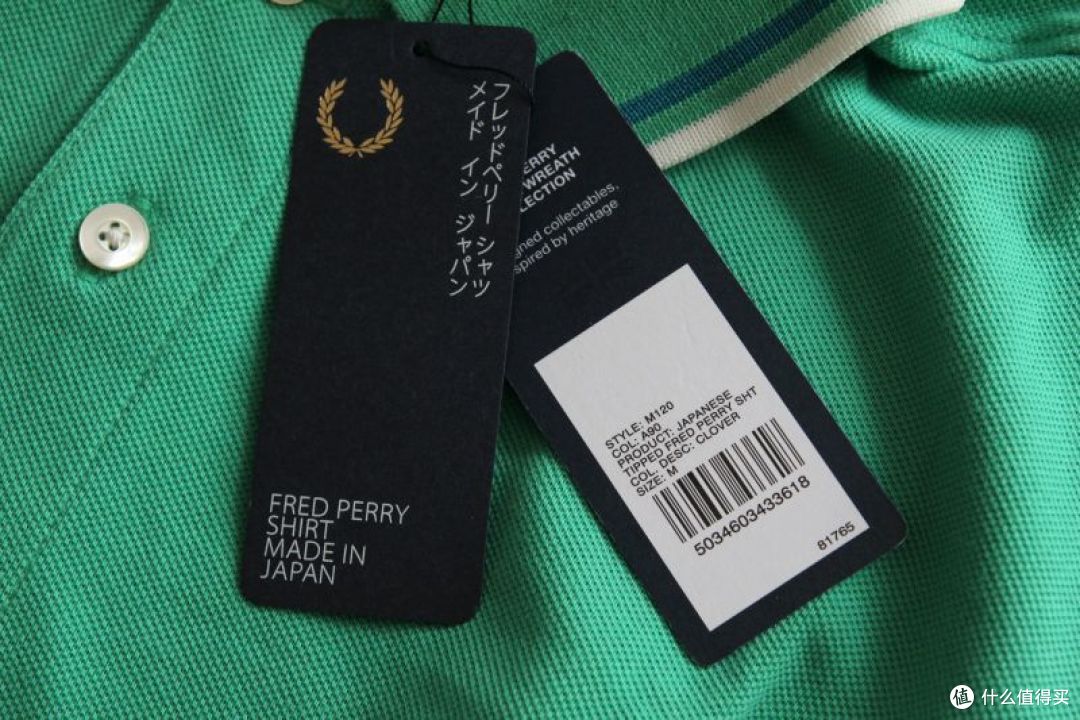 フレッドペリー シャツ
メイド イン ジャパン
FRED PERRY
SHIRT
MADE IN
JAPAN
ERRY
WREATH
LECTION
gned collectables,
spired by heritage
STYLE: M120
COL: A90
PRODUCT: JAPANESE
TIPPED FRED PERRY SHT
COL. DESC: CLOVER
SIZE: M
5034603433618
81765
值 什么值得买